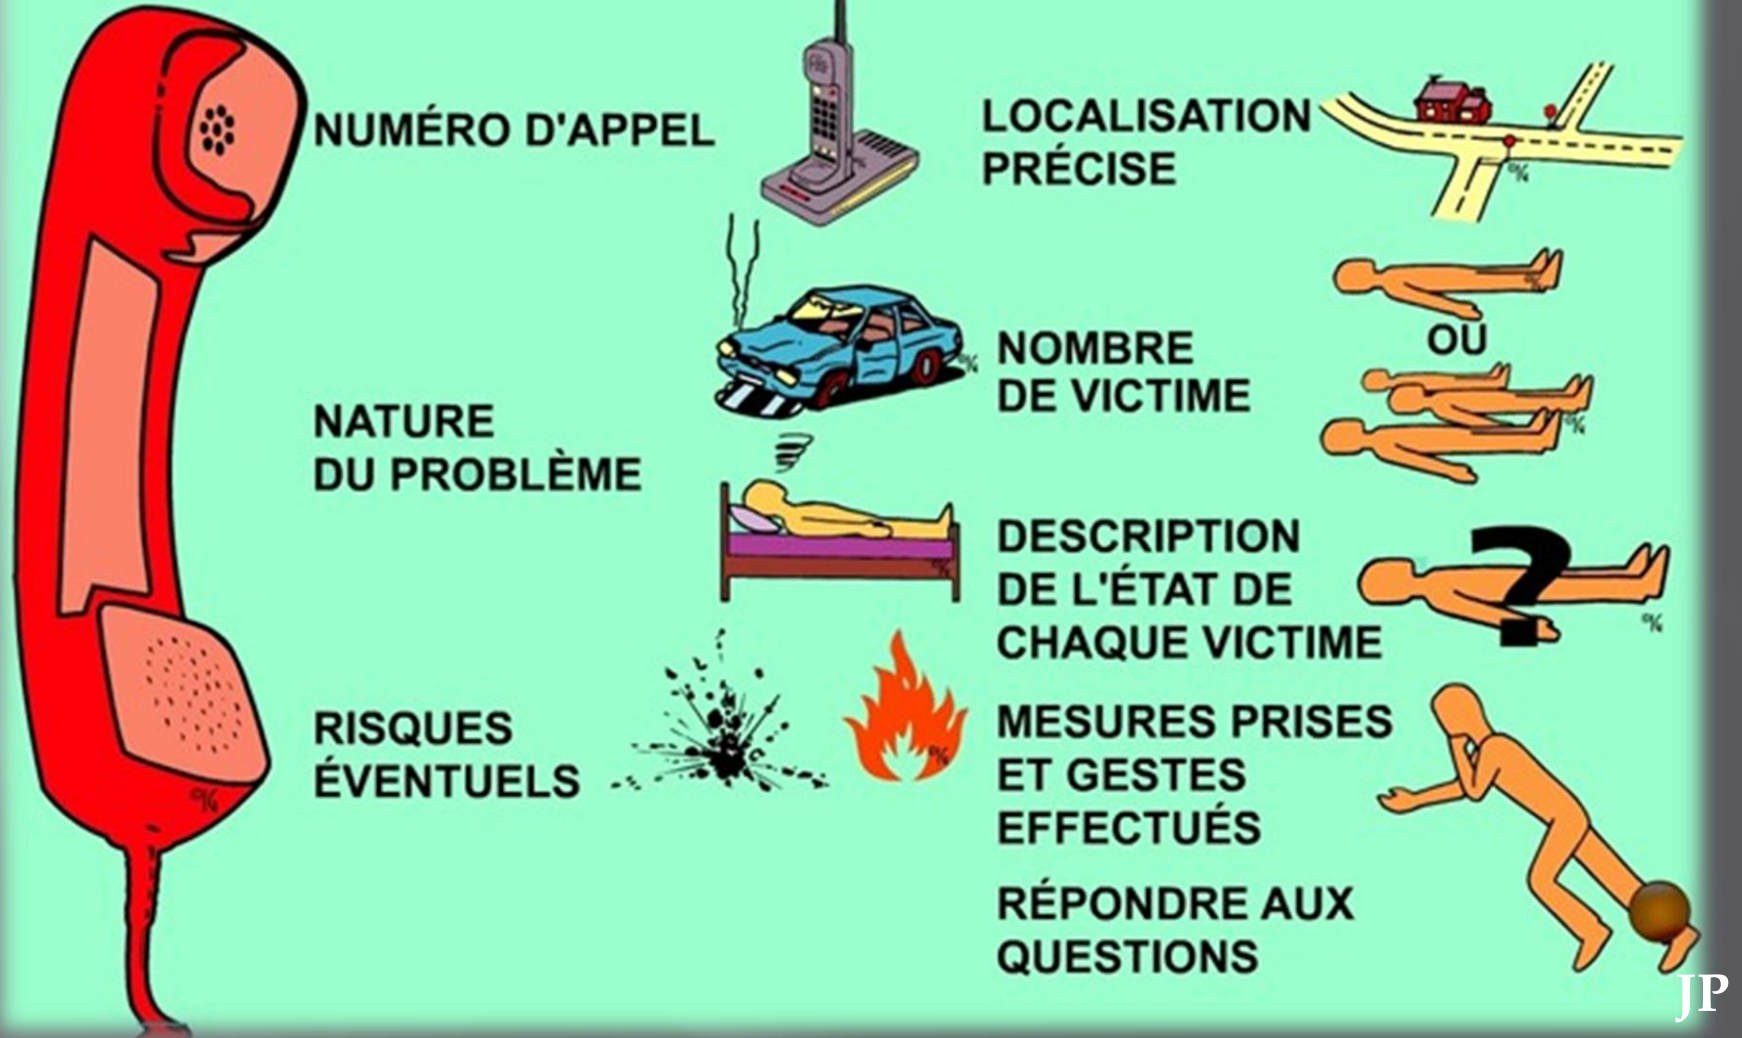 NUMÉRO D'APPEL
NATURE
DU PROBLÈME
RISQUES
ÉVENTUELS
LOCALISATION
PRÉCISE
NOMBRE
DE VICTIME
OU
DESCRIPTION
DE L'ÉTAT DE
CHAQUE VICTIME
?
MESURES PRISES
ET GESTES
EFFECTUÉS
RÉPONDRE AUX
QUESTIONS
JP